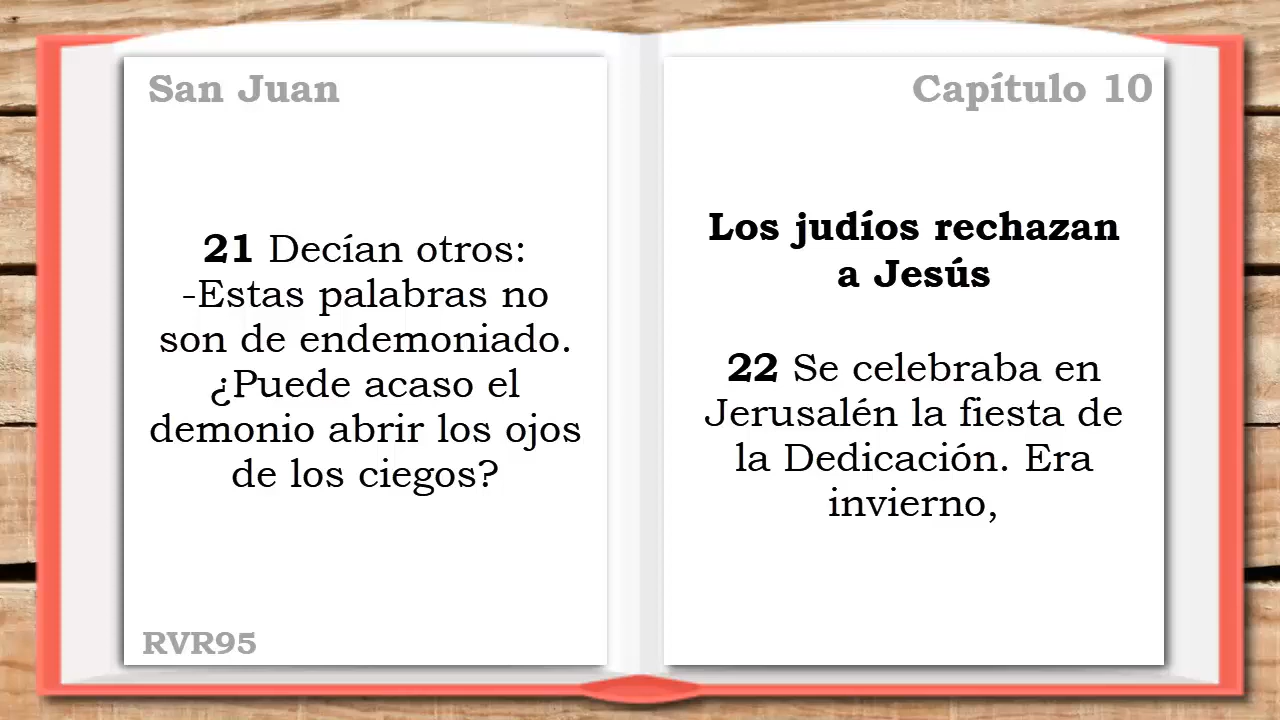 San Juan
21 Decían otros:
-Estas palabras no
son de endemoniado.
¿Puede acaso el
demonio abrir los ojos
de los ciegos?
RVR95
Capítulo 10
Los judíos rechazan
a Jesús
22 Se celebraba en
Jerusalén la fiesta de
la Dedicación. Era
invierno,